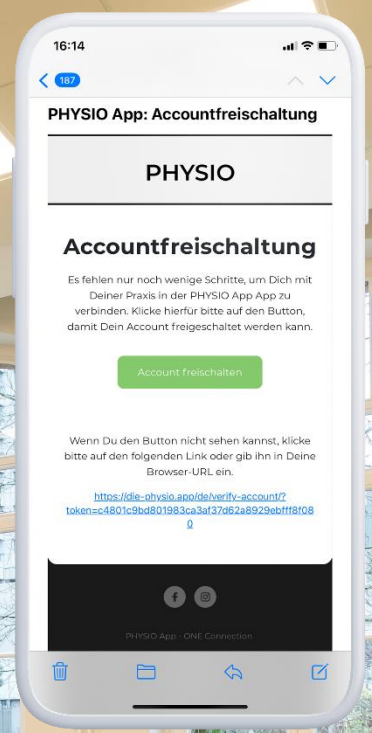 16:14
187
PHYSIO App: Accountfreischaltung
PHYSIO
Accountfreischaltung
Es fehlen nur noch wenige Schritte, um Dich mit
Deiner Praxis in der PHYSIO App App zu
verbinden. Klicke hierfür bitte auf den Button,
damit Dein Account freigeschaltet werden kann.
Account freischalten
Wenn Du den Button nicht sehen kannst, klicke
bitte auf den folgenden Link oder gib ihn in Deine
Browser-URL ein.
https://die-physio.app/de/verify-account/?
token=c4801c9bd801983ca3af37d62a8929ebfff8f08
0
PHYSIO App - ONE Connection